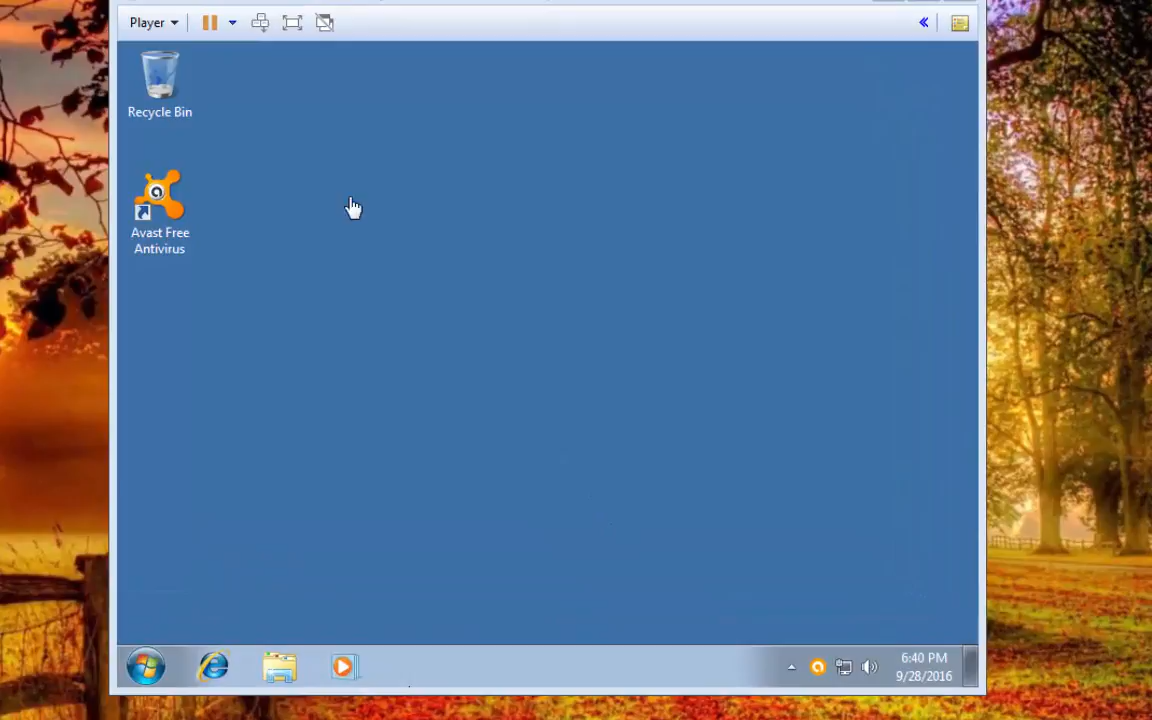 Player
Recycle Bin
Avast Free
Antivirus
6:40 PM
9/28/2016